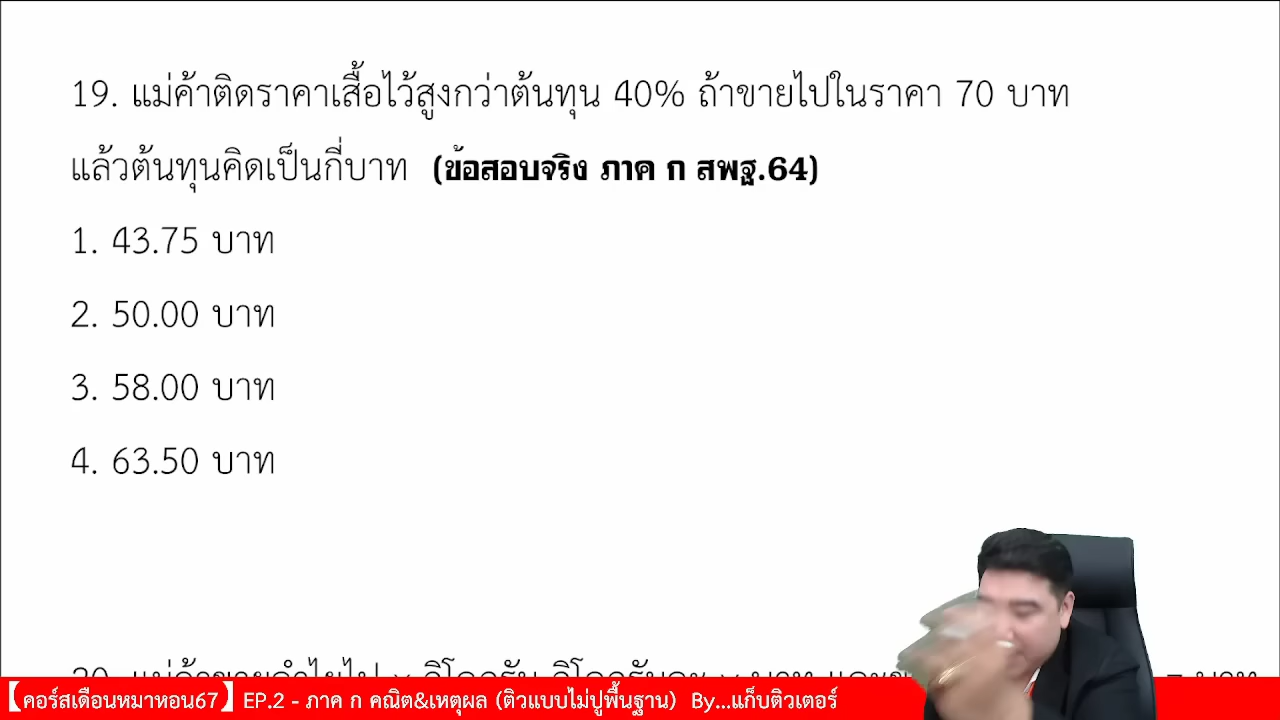 19. แม่ค้าติดราคาเสื้อไว้สูงกว่าต้นทุน 40% ถ้าขายไปในราคา 70 บาท
แล้วต้นทุนคิดเป็นกี่บาท (ข้อสอบจริง ภาค ก สพฐ.64)
1. 43.75 บาท
2. 50.00 บาท
3. 58.00 บาท
4. 63.50 บาท
【คอร์สเดือนหมาหอน67】 EP.2 - ภาค ก คณิต&เหตุผล (ติวแบบไม่ปูพื้นฐาน) By...แก็บติวเตอร์